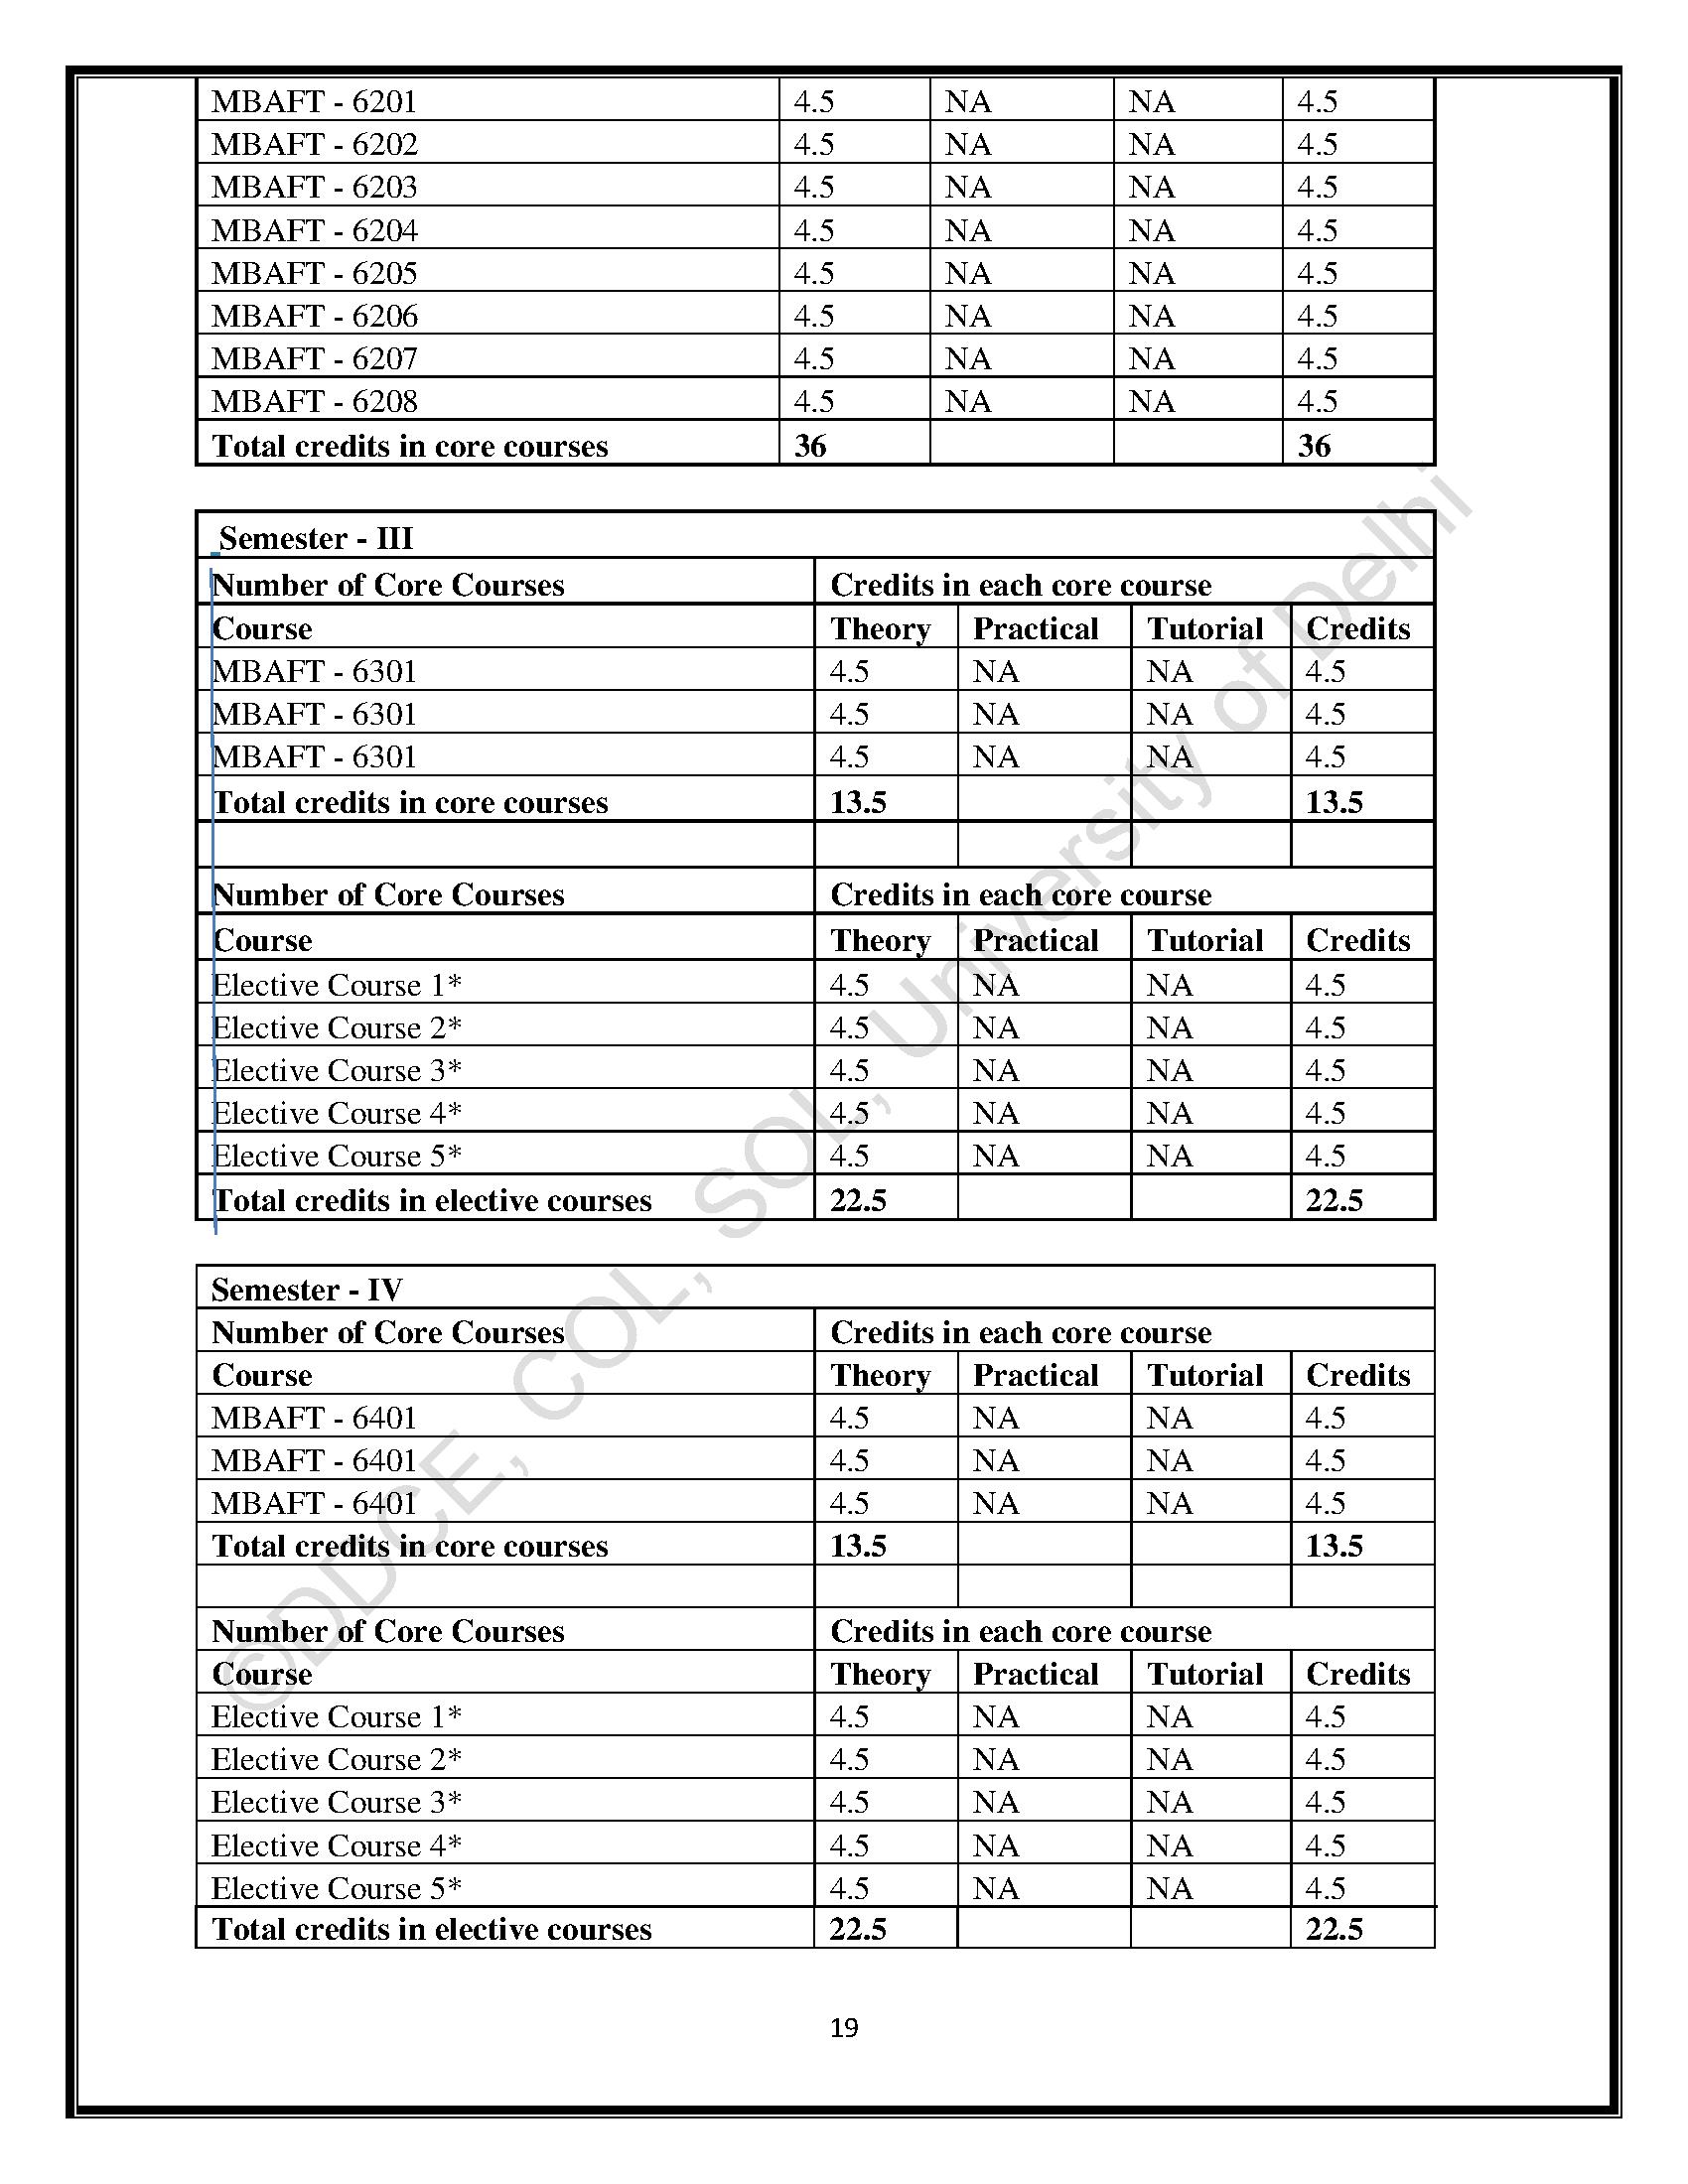 MBAFT - 6201 4.5 NA NA 4.5
MBAFT - 6202 4.5 NA NA 4.5
MBAFT - 6203 4.5 NA NA 4.5
MBAFT - 6204 4.5 NA NA 4.5
MBAFT - 6205 4.5 NA NA 4.5
MBAFT - 6206 4.5 NA NA 4.5
MBAFT - 6207 4.5 NA NA 4.5
MBAFT - 6208 4.5 NA NA 4.5
Total credits in core courses 36 36
Semester - III
Number of Core Courses Credits in each core course
Course Theory Practical Tutorial Credits
MBAFT - 6301 4.5 NA NA 4.5
MBAFT - 6301 4.5 NA NA 4.5
MBAFT - 6301 4.5 NA NA 4.5
Total credits in core courses 13.5 13.5
Number of Core Courses Credits in each core course
Course Theory Practical Tutorial Credits
Elective Course 1* 4.5 NA NA 4.5
Elective Course 2* 4.5 NA NA 4.5
Elective Course 3* 4.5 NA NA 4.5
Elective Course 4* 4.5 NA NA 4.5
Elective Course 5* 4.5 NA NA 4.5
Total credits in elective courses 22.5 22.5
Semester - IV
Number of Core Courses Credits in each core course
Course Theory Practical Tutorial Credits
MBAFT - 6401 4.5 NA NA 4.5
MBAFT - 6401 4.5 NA NA 4.5
MBAFT - 6401 4.5 NA NA 4.5
Total credits in core courses 13.5 13.5
Number of Core Courses Credits in each core course
Course Theory Practical Tutorial Credits
Elective Course 1* 4.5 NA NA 4.5
Elective Course 2* 4.5 NA NA 4.5
Elective Course 3* 4.5 NA NA 4.5
Elective Course 4* 4.5 NA NA 4.5
Elective Course 5* 4.5 NA NA 4.5
Total credits in elective courses 22.5 22.5
©DDCE, COL, SOL, University of Delhi
19